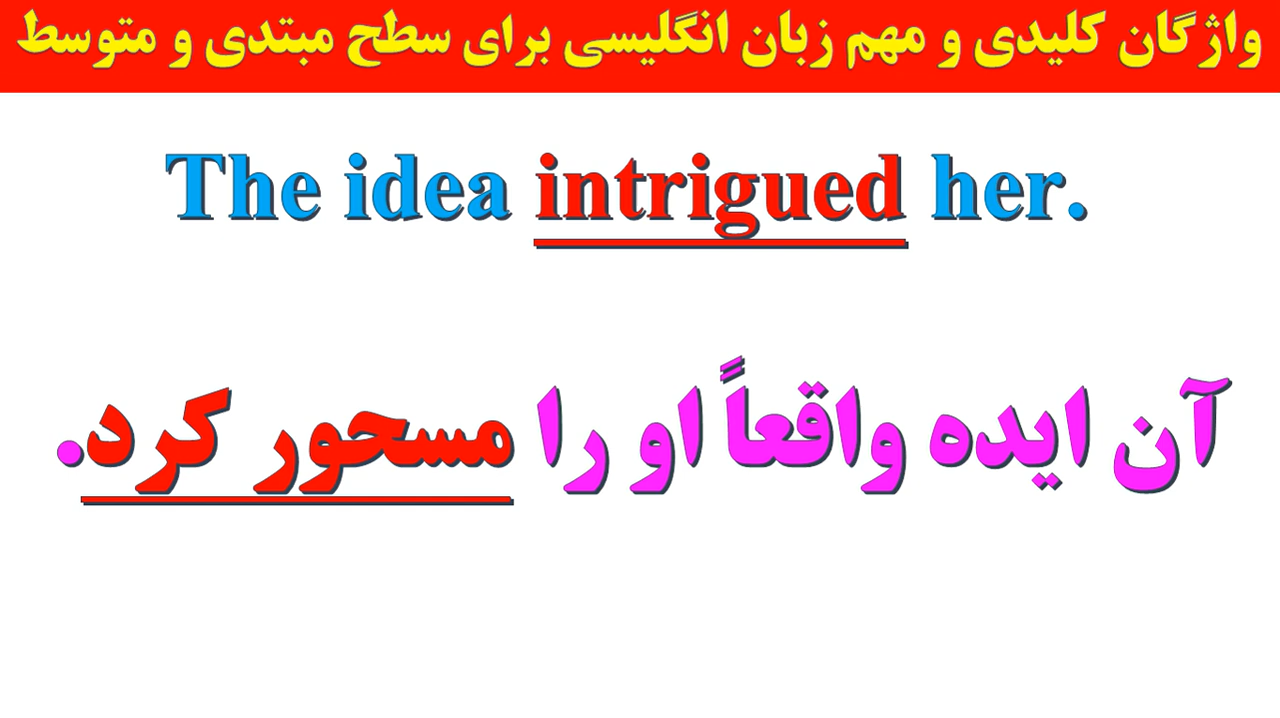 واژگان کلیدی و مهم زبان انگلیسی برای سطح مبتدی و متوسط
The idea intrigued her.
آن ایده واقعاً او را مسحور کرد.